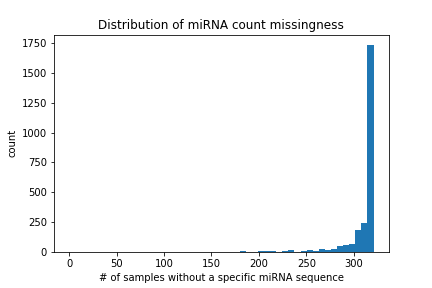 Distribution of miRNA count missingness
1750
1500
1250
1000
750
500
250
0
count
0 50 100 150 200 250 300
# of samples without a specific miRNA sequence